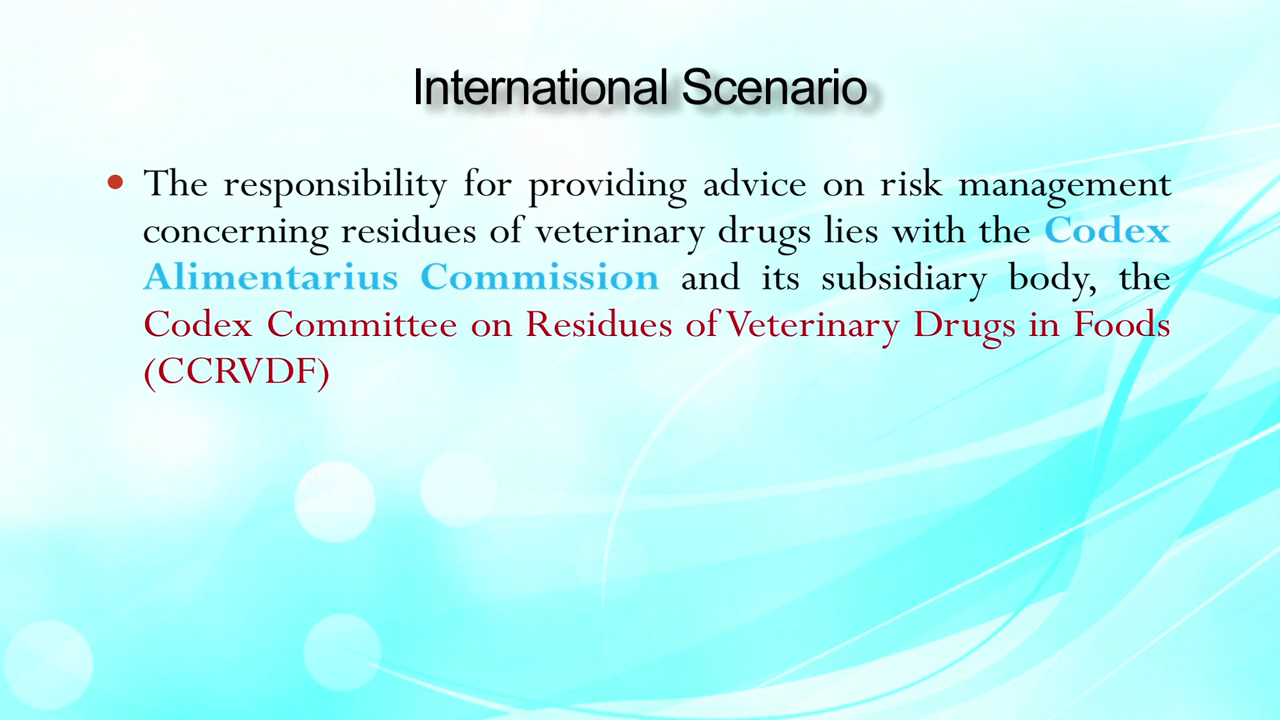 International Scenario
• The responsibility for providing advice on risk management
concerning residues of veterinary drugs lies with the Codex
Alimentarius Commission and its subsidiary body, the
Codex Committee on Residues of Veterinary Drugs in Foods
(CCRVDF)